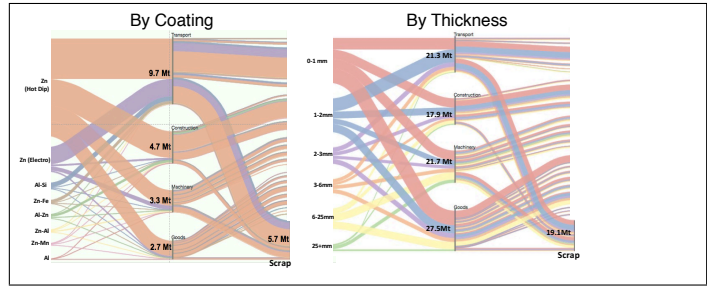 By Coating
Transport
9.7 Mt
Zn
(Hot Dip)
Construction
4.7 Mt
Zn (Electro)
Al-Si
Machinery
Zn-Fe
3.3 Mt
Al-Zn
Zn-Al
Goods
Zn-Mn
2.7 Mt
5.7 Mt
Al
Scrap
By Thickness
Transport
0-1 mm
21.3 Mt
Construction
1-2mm
17.9 Mt
Machinery
2-3mm
21.7 Mt
3-6mm
Goods
6-25mm
27.5Mt
19.1Mt
25+mm
Scrap